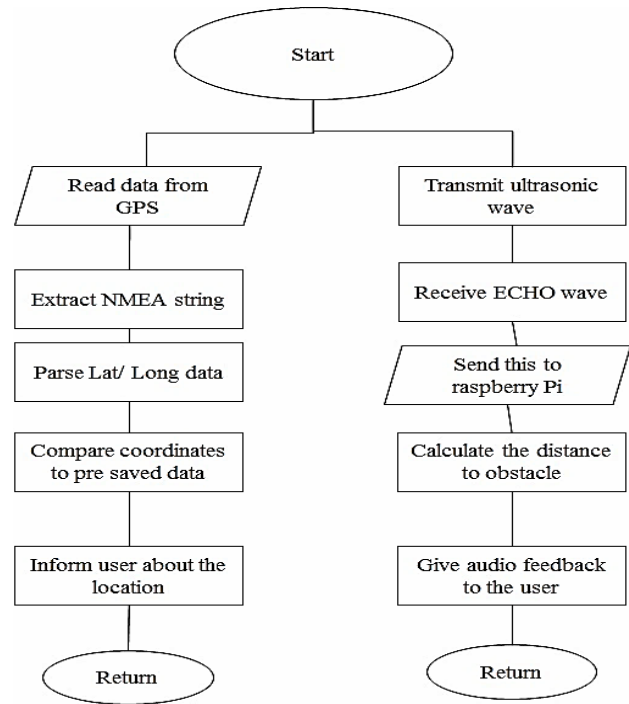 Start
Read data from
GPS
Extract NMEA string
Parse Lat/ Long data
Compare coordinates
to pre saved data
Inform user about the
location
Return
Transmit ultrasonic
wave
Receive ECHO wave
Send this to
raspberry Pi
Calculate the distance
to obstacle
Give audio feedback
to the user
Return